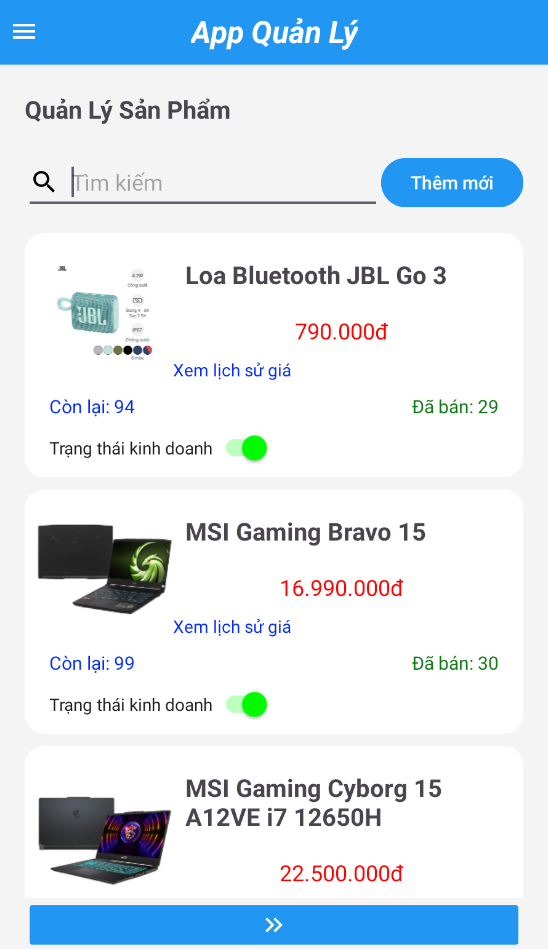 App Quản Lý
Quản Lý Sản Phẩm
Tìm kiếm
Thêm mới
JBL
Loa Bluetooth JBL Go 3
JBL
790.000đ
Xem lịch sử giá
Còn lại: 94
Đã bán: 29
Trạng thái kinh doanh
MSI Gaming Bravo 15
16.990.000đ
Xem lịch sử giá
Còn lại: 99
Đã bán: 30
Trạng thái kinh doanh
MSI Gaming Cyborg 15
A12VE i7 12650H
22.500.000đ